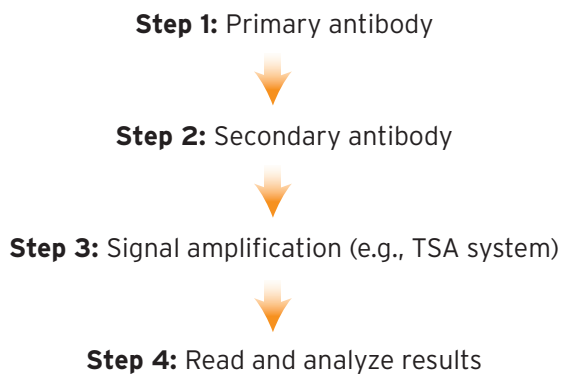 Step 1: Primary antibody
Step 2: Secondary antibody
Step 3: Signal amplification (e.g., TSA system)
Step 4: Read and analyze results